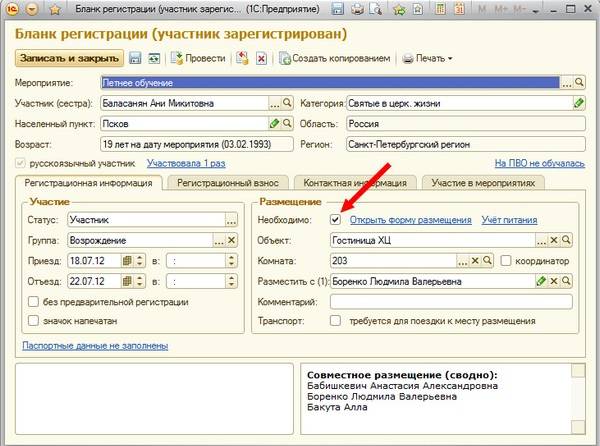 Бланк регистрации (участник зарегис... (1С:Предприятие) M M+ M-
Бланк регистрации (участник зарегистрирован)
Записать и закрыть Провести Создать копированием Печать
Мероприятие: Летнее обучение
Участник (сестра): Баласанян Ани Микитовна Категория: Святые в церк. жизни
Населенный пункт: Псков Область: Россия
Возраст: 19 лет на дату мероприятия (03.02.1993) Регион: Санкт-Петербургский регион
русскоязычный участник Участвовала 1 раз На ПВО не обучалась
Регистрационная информация Регистрационный взнос Контактная информация Участие в мероприятиях
Участие Размещение
Статус: Участник Необходимо: Открыть форму размещения Учёт питания
Группа: Возрождение Объект: Гостиница ХЦ
Приезд: 18.07.12 в: : Комната: 203 координатор
Отъезд: 22.07.12 в: : Разместить с (1): Боренко Людмила Валерьевна
без предварительной регистрации Комментарий:
значок напечатан Транспорт: требуется для поездки к месту размещения
Паспортные данные не заполнены
Совместное размещение (сводно):
Бабишкевич Анастасия Александровна
Боренко Людмила Валерьевна
Бакута Алла